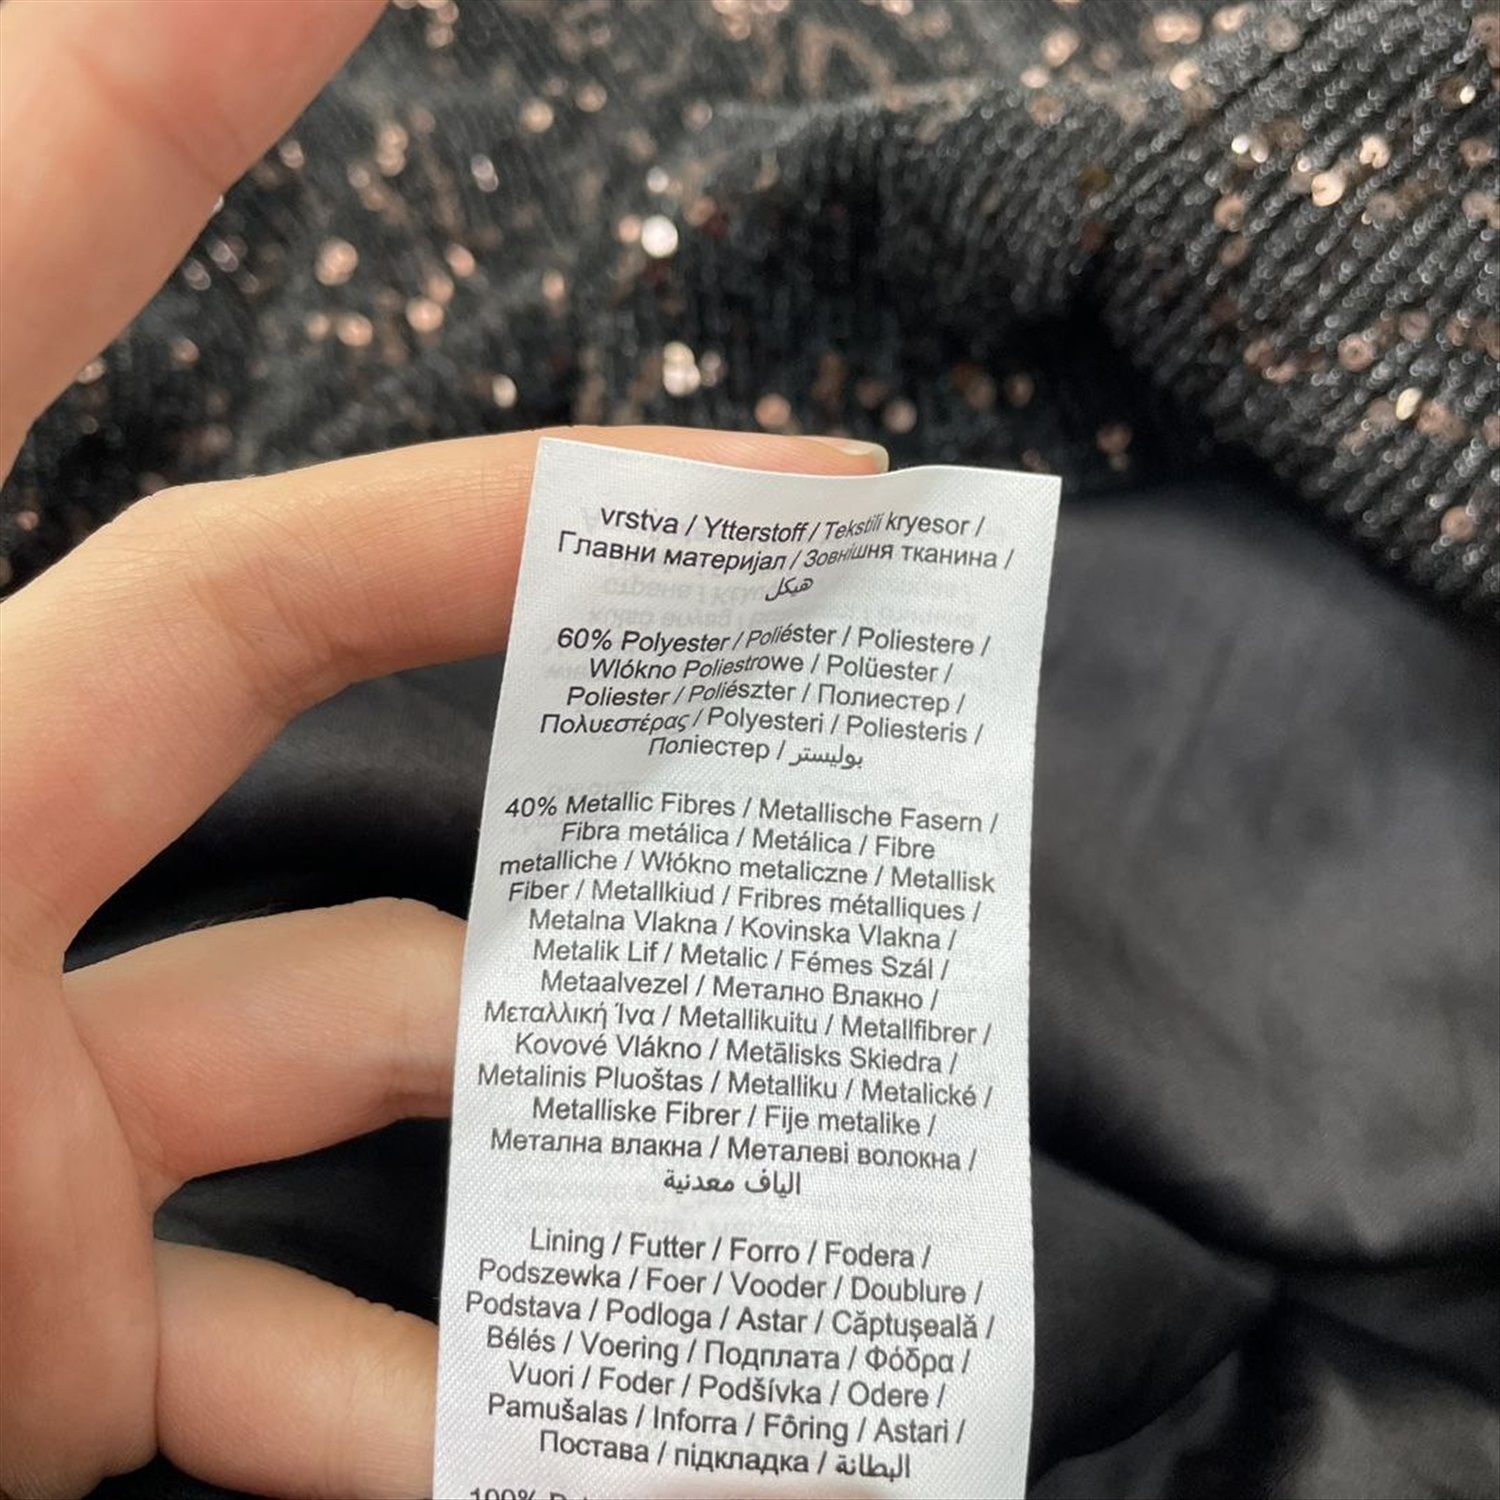 vrstva / Ytterstoff / Tekstili kryesor /
Главни материјал / Зовнішня тканина /
هيكل
60% Polyester / Poliéster / Poliestere /
Wlókno Poliestrowe / Polüester /
Poliester / Poliészter / Полиестер /
Πολυεστέρας / Polyesteri / Poliesteris /
Поліестер / بوليستر
40% Metallic Fibres / Metallische Fasern /
Fibra metálica / Metálica / Fibre
metalliche / Włókno metaliczne / Metallisk
Fiber / Metallkiud / Fribres métalliques /
Metalna Vlakna / Kovinska Vlakna /
Metalik Lif / Metalic / Fémes Szál /
Metaalvezel / Метално Влакно /
Μεταλλική Ίνα / Metallikuitu / Metallfibrer /
Kovové Vlákno / Metālisks Skiedra /
Metalinis Pluoštas / Metalliku / Metalické /
Metalliske Fibrer / Fije metalike /
Метална влакна / Металеві волокна /
الياف معدنية
Lining / Futter / Forro / Fodera /
Podszewka / Foer / Vooder / Doublure /
Podstava / Podloga / Astar / Căptușeală /
Bélés / Voering / Подплата / Φόδρα /
Vuori / Foder / Podšívka / Odere /
Pamušalas / Inforra / Fôring / Astari /
Постава / підкладка / البطانة
100%